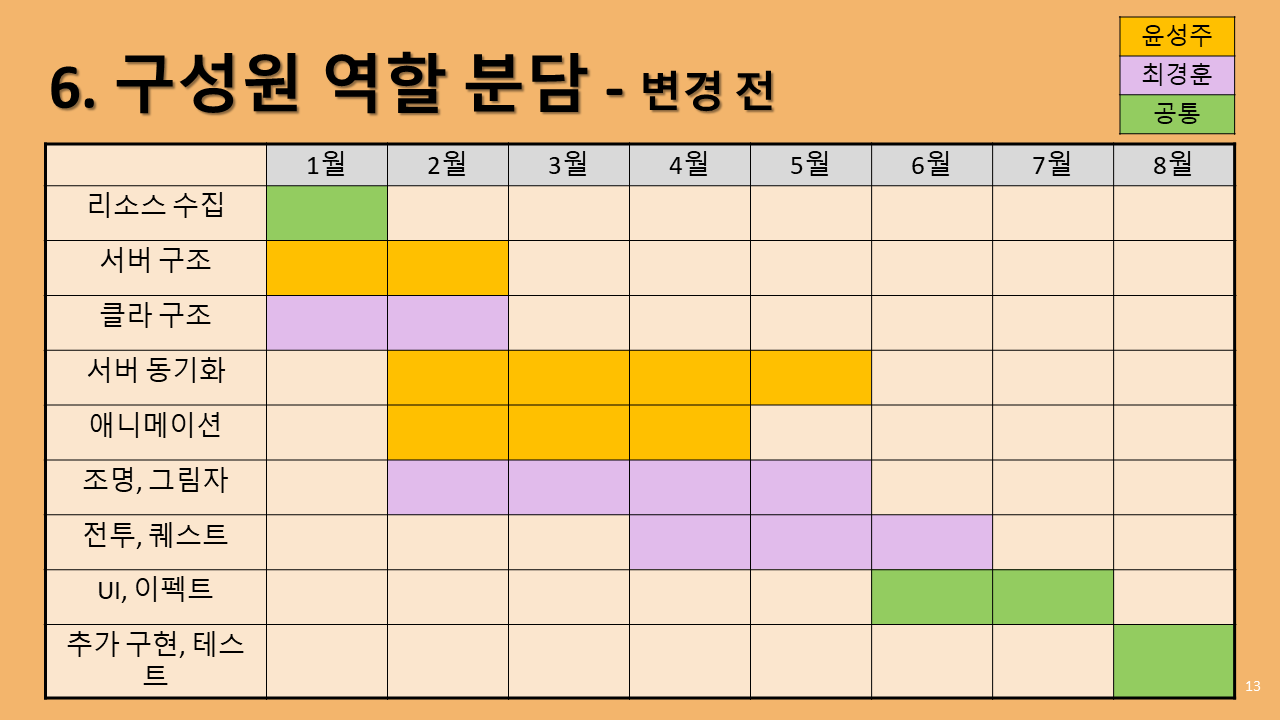 6. 구성원 역할 분담 - 변경 전
윤성주
최경훈
공통
1월 2월 3월 4월 5월 6월 7월 8월
리소스 수집
서버 구조
클라 구조
서버 동기화
애니메이션
조명, 그림자
전투, 퀘스트
UI, 이펙트
추가 구현, 테스
트
13